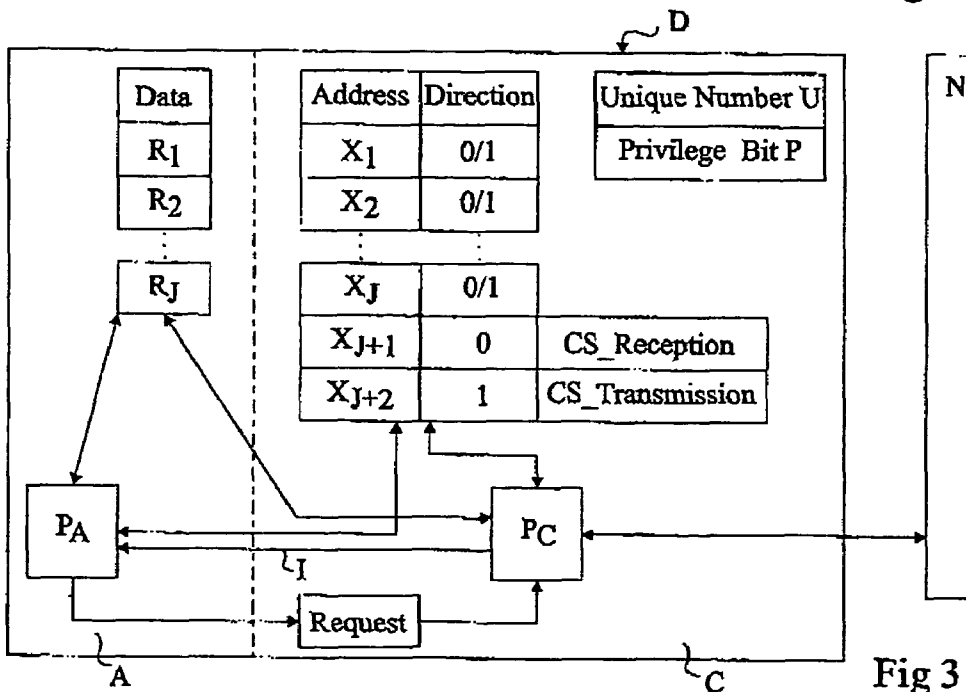 D
N
Data
Address Direction
Unique Number U
R1
X1 0/1
Privilege Bit P
R2
X2 0/1
RJ
XJ 0/1
XJ+1 0 CS_Reception
XJ+2 1 CS_Transmission
PA
PC
I
Request
A
C
Fig 3